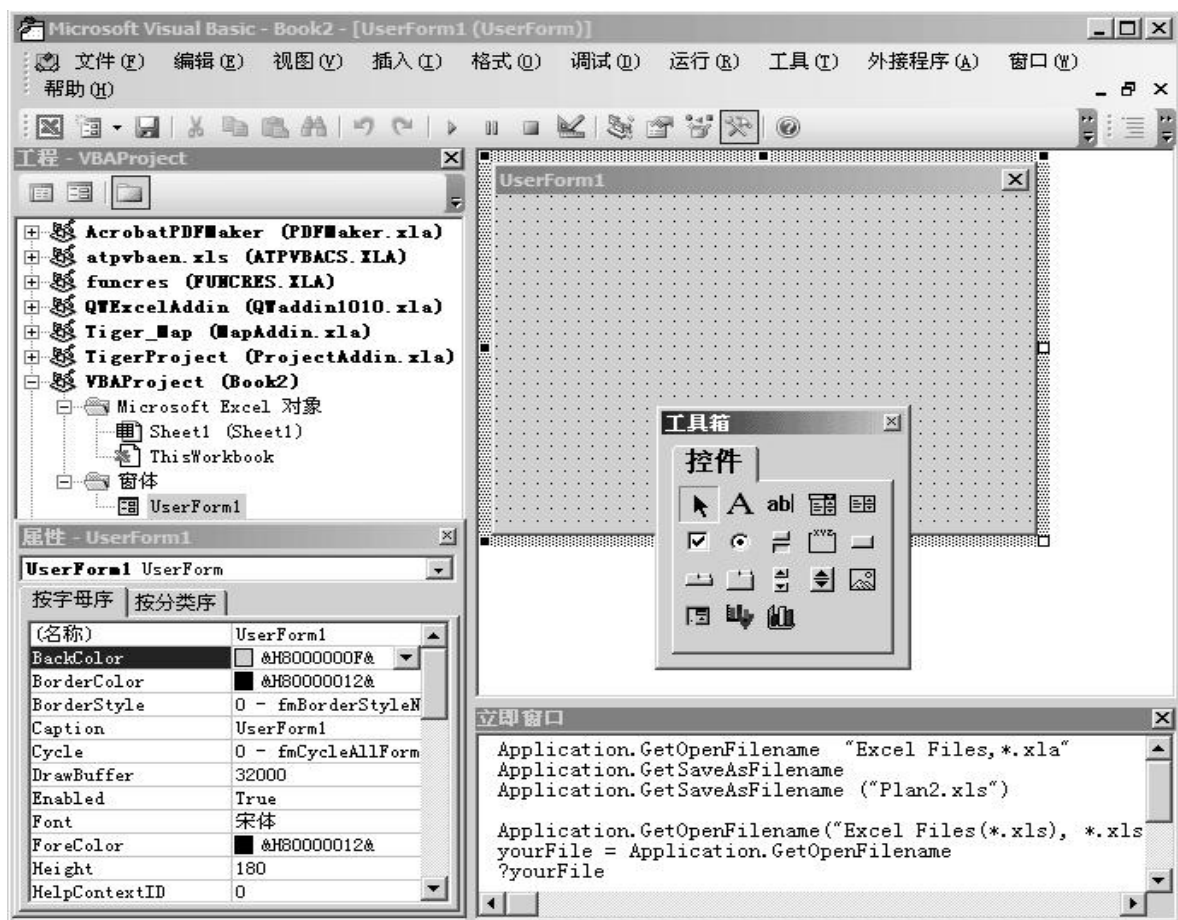 Microsoft Visual Basic - Book2 - [UserForm1 (UserForm)]
文件(F) 编辑(E) 视图(V) 插入(I) 格式(O) 调试(D) 运行(R) 工具(T) 外接程序(A) 窗口(W)
帮助(H)
工程 - VBAProject
AcrobatPDFMaker (PDFMaker.xla)
atpvbaen.xls (ATPVBACS.XLA)
funcres (FUNCRES.XLA)
QTExcelAddin (QTaddin1010.xla)
Tiger_Map (MapAddin.xla)
TigerProject (ProjectAddin.xla)
VBAProject (Book2)
Microsoft Excel 对象
Sheet1 (Sheet1)
ThisWorkbook
窗体
UserForm1
属性 - UserForm1
UserForm1 UserForm
按字母序 按分类序
(名称) UserForm1
BackColor &H8000000F&
BorderColor &H80000012&
BorderStyle 0 - fmBorderStyleN
Caption UserForm1
Cycle 0 - fmCycleAllForm
DrawBuffer 32000
Enabled True
Font 宋体
ForeColor &H80000012&
Height 180
HelpContextID 0
UserForm1
工具箱
控件
A ab|
xyz
立即窗口
Application.GetOpenFilename "Excel Files,*.xla"
Application.GetSaveAsFilename
Application.GetSaveAsFilename ("Plan2.xls")
Application.GetOpenFilename("Excel Files(*.xls), *.xls
yourFile = Application.GetOpenFilename
?yourFile